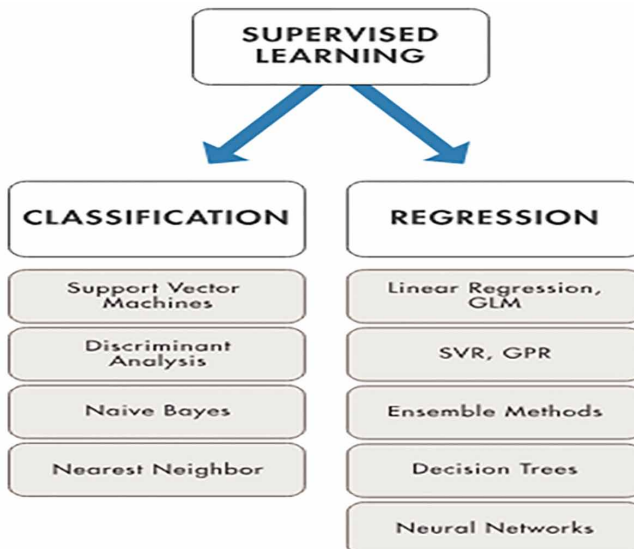 SUPERVISED
LEARNING
CLASSIFICATION
Support Vector
Machines
Discriminant
Analysis
Naive Bayes
Nearest Neighbor
REGRESSION
Linear Regression,
GLM
SVR, GPR
Ensemble Methods
Decision Trees
Neural Networks